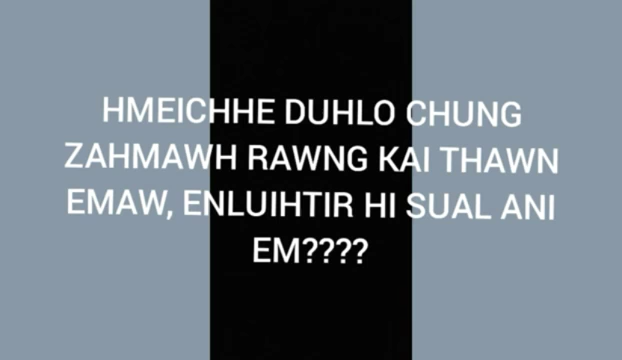 HMEICHHE DUHLO CHUNG
ZAHMAWH RAWNG KAI THAWN
EMAW, ENLUIHTIR HI SUAL ANI
EM????